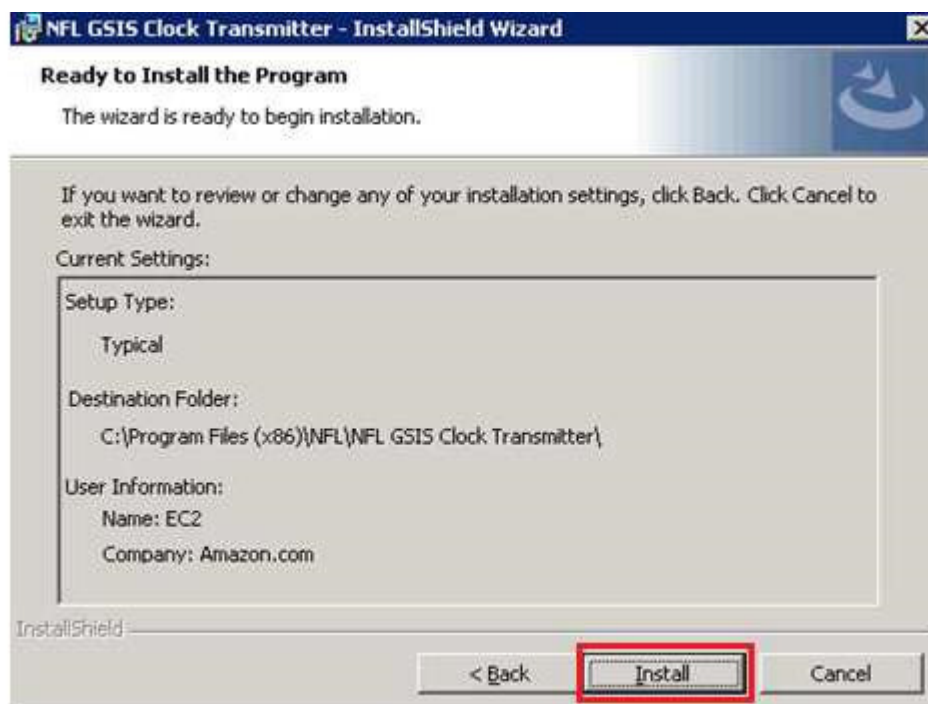 NFL GSIS Clock Transmitter - InstallShield Wizard
Ready to Install the Program
The wizard is ready to begin installation.
If you want to review or change any of your installation settings, click Back. Click Cancel to
exit the wizard.
Current Settings:
Setup Type:
Typical
Destination Folder:
C:\Program Files (x86)\NFL\NFL GSIS Clock Transmitter\
User Information:
Name: EC2
Company: Amazon.com
InstallShield
< Back
Install
Cancel